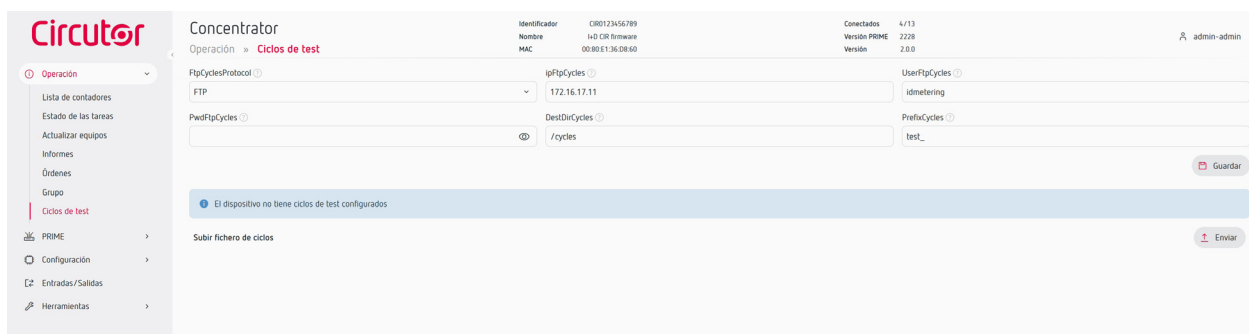 Circutor
Concentrator
Operación » Ciclos de test
Identificador CIR0123456789
Nombre I+D CIR firmware
MAC 00:80:E1:36:D8:60
Conectados 4/13
Versión PRIME 2228
Versión 2.0.0
admin-admin
Operación
Lista de contadores
Estado de las tareas
Actualizar equipos
Informes
Órdenes
Grupo
Ciclos de test
PRIME
Configuración
Entradas/Salidas
Herramientas
FtpCyclesProtocol
FTP
ipFtpCycles
172.16.17.11
UserFtpCycles
idmetering
PwdFtpCycles
DestDirCycles
/cycles
PrefixCycles
test_
Guardar
El dispositivo no tiene ciclos de test configurados
Subir fichero de ciclos
Enviar